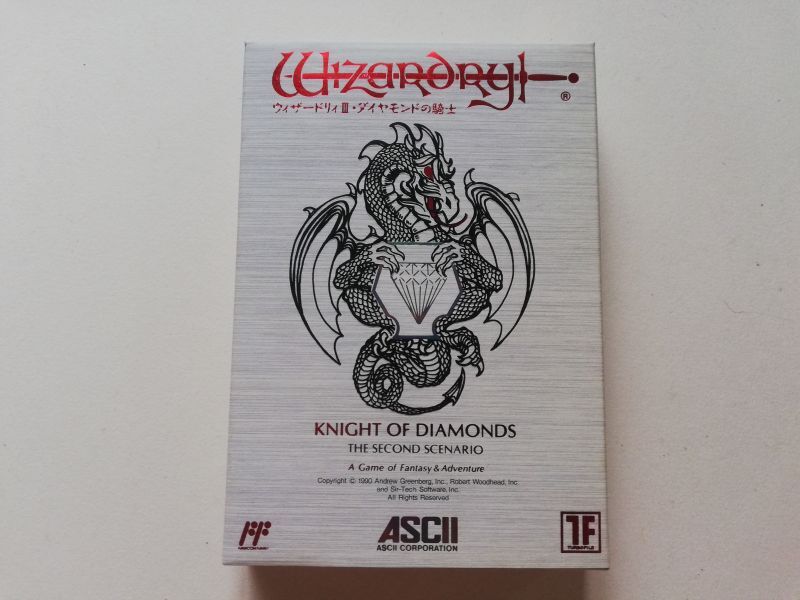 Wizardry
®
ウィザードリィIII・ダイヤモンドの騎士
KNIGHT OF DIAMONDS
THE SECOND SCENARIO
A Game of Fantasy & Adventure
Copyright © 1990 Andrew Greenberg, Inc., Robert Woodhead, Inc
and Sir-Tech Software, Inc.
All Rights Reserved
ASCII
ASCII CORPORATION
TF
TURBOFILE